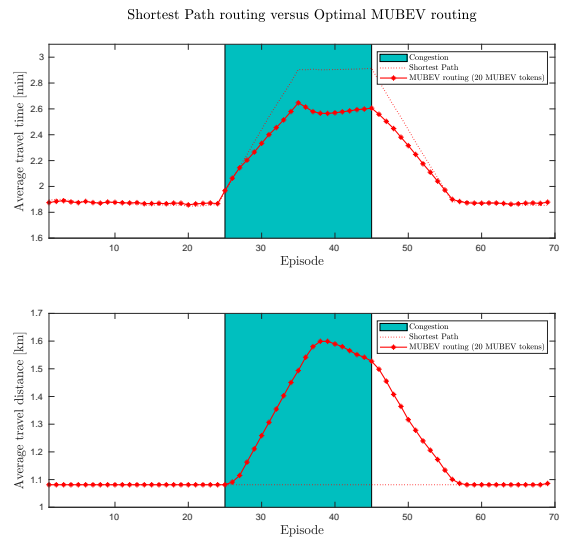 Shortest Path routing versus Optimal MUBEV routing
3
2.8
2.6
2.4
2.2
2
1.8
1.6
Average travel time [min]
Congestion
Shortest Path
MUBEV routing (20 MUBEV tokens)
10 20 30 40 50 60 70
Episode
1.7
1.6
1.5
1.4
1.3
1.2
1.1
1
Average travel distance [km]
Congestion
Shortest Path
MUBEV routing (20 MUBEV tokens)
10 20 30 40 50 60 70
Episode